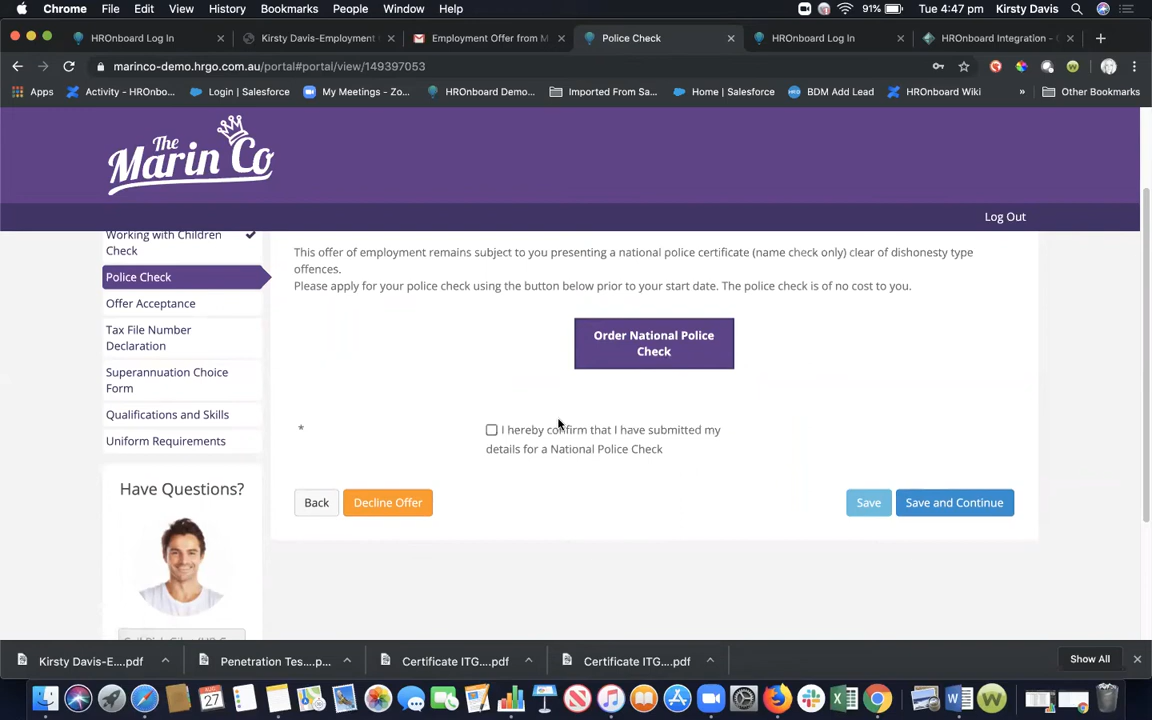 Chrome File Edit View History Bookmarks People Window Help 91% Tue 4:47 pm Kirsty Davis
HROnboard Log In
Kirsty Davis-Employment
Employment Offer from M
Police Check
HROnboard Log In
HROnboard Integration -
marinco-demo.hrgo.com.au/portal#portal/view/149397053
Apps Activity - HROnbo... Login | Salesforce My Meetings - Zo... HROnboard Demo... Imported From Sa... Home | Salesforce BDM Add Lead HROnboard Wiki » Other Bookmarks
The
Marin Co
Log Out
Working with Children
Check
Police Check
Offer Acceptance
Tax File Number
Declaration
Superannuation Choice
Form
Qualifications and Skills
Uniform Requirements
Have Questions?
This offer of employment remains subject to you presenting a national police certificate (name check only) clear of dishonesty type
offences.
Please apply for your police check using the button below prior to your start date. The police check is of no cost to you.
Order National Police
Check
* I hereby confirm that I have submitted my
details for a National Police Check
Back Decline Offer Save Save and Continue
Kirsty Davis-E....pdf Penetration Tes....p...pdf Certificate ITG....pdf Certificate ITG....pdf Show All
AUG
27